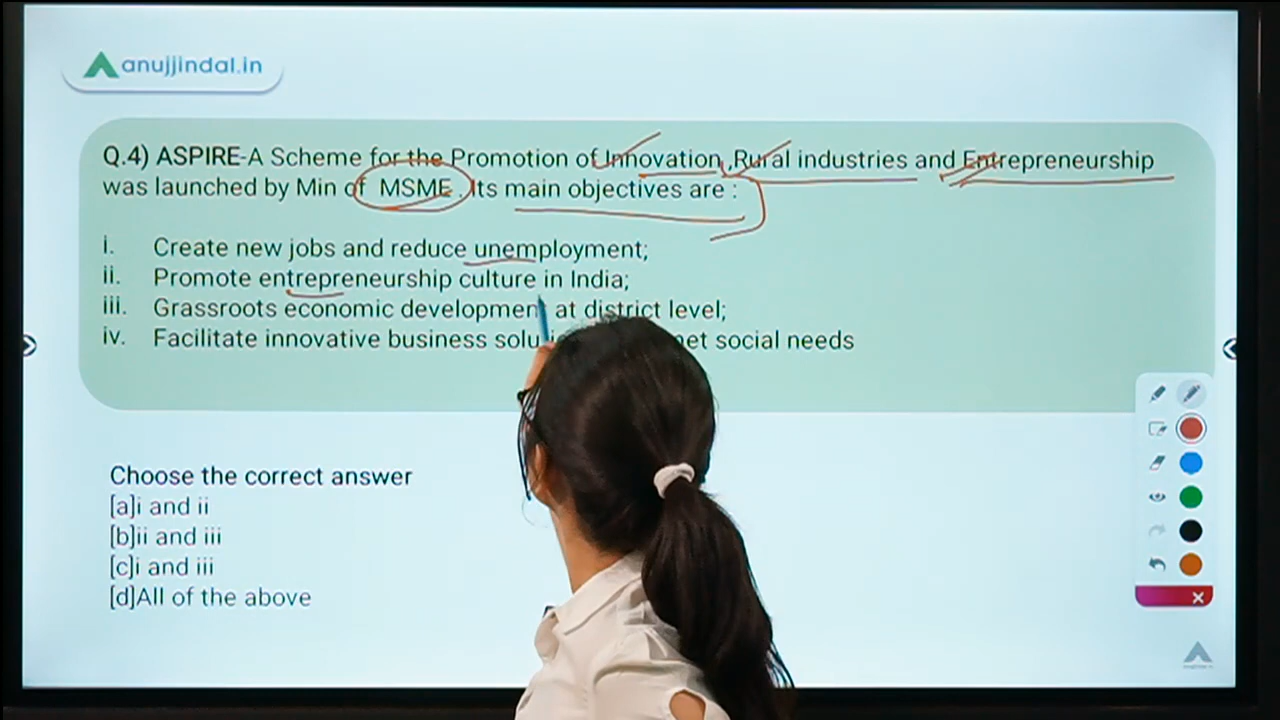 anujjindal.in
Q.4) ASPIRE-A Scheme for the Promotion of Innovation ,Rural industries and Entrepreneurship
was launched by Min of MSME . Its main objectives are :
i. Create new jobs and reduce unemployment;
ii. Promote entrepreneurship culture in India;
iii. Grassroots economic development at district level;
iv. Facilitate innovative business social needs
Choose the correct answer
[a]i and ii
[b]ii and iii
[c]i and iii
[d]All of the above